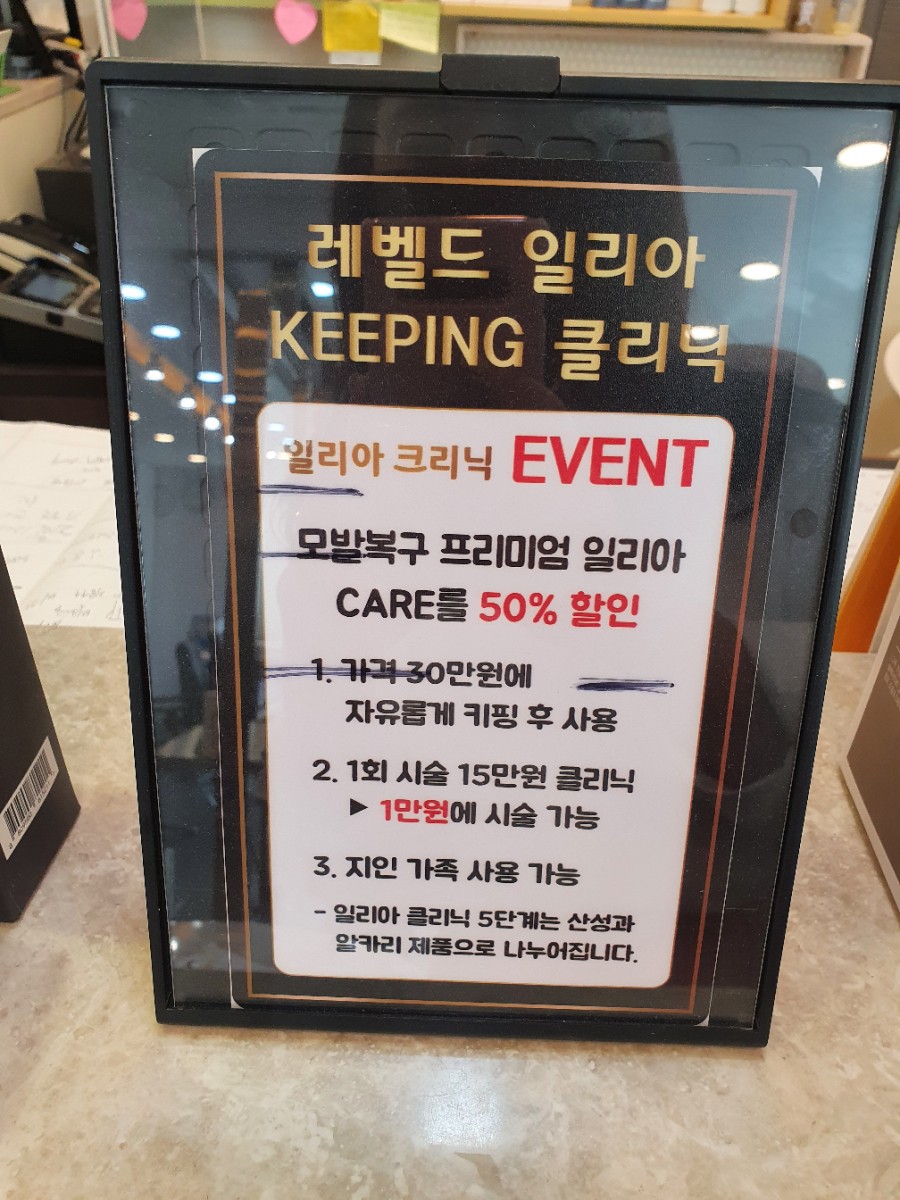 레벨드 일리아
KEEPING 클리닉
일리아 크리닉 EVENT
모발복구 프리미엄 일리아
CARE를 50% 할인
1. 가격 30만원에
자유롭게 키핑 후 사용
2. 1회 시술 15만원 클리닉
▶ 1만원에 시술 가능
3. 지인 가족 사용 가능
- 일리아 클리닉 5단계는 산성과
알카리 제품으로 나누어집니다.